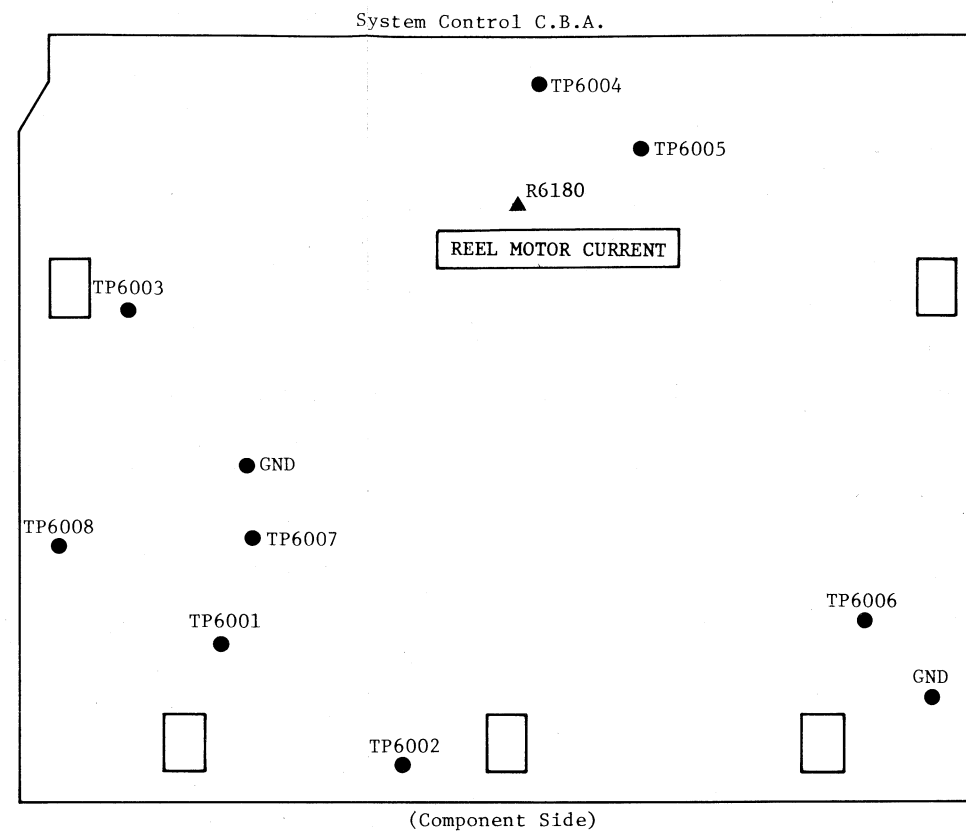 System Control C.B.A.
TP6004
TP6005
R6180
REEL MOTOR CURRENT
TP6003
GND
TP6008
TP6007
TP6006
TP6001
GND
TP6002
(Component Side)